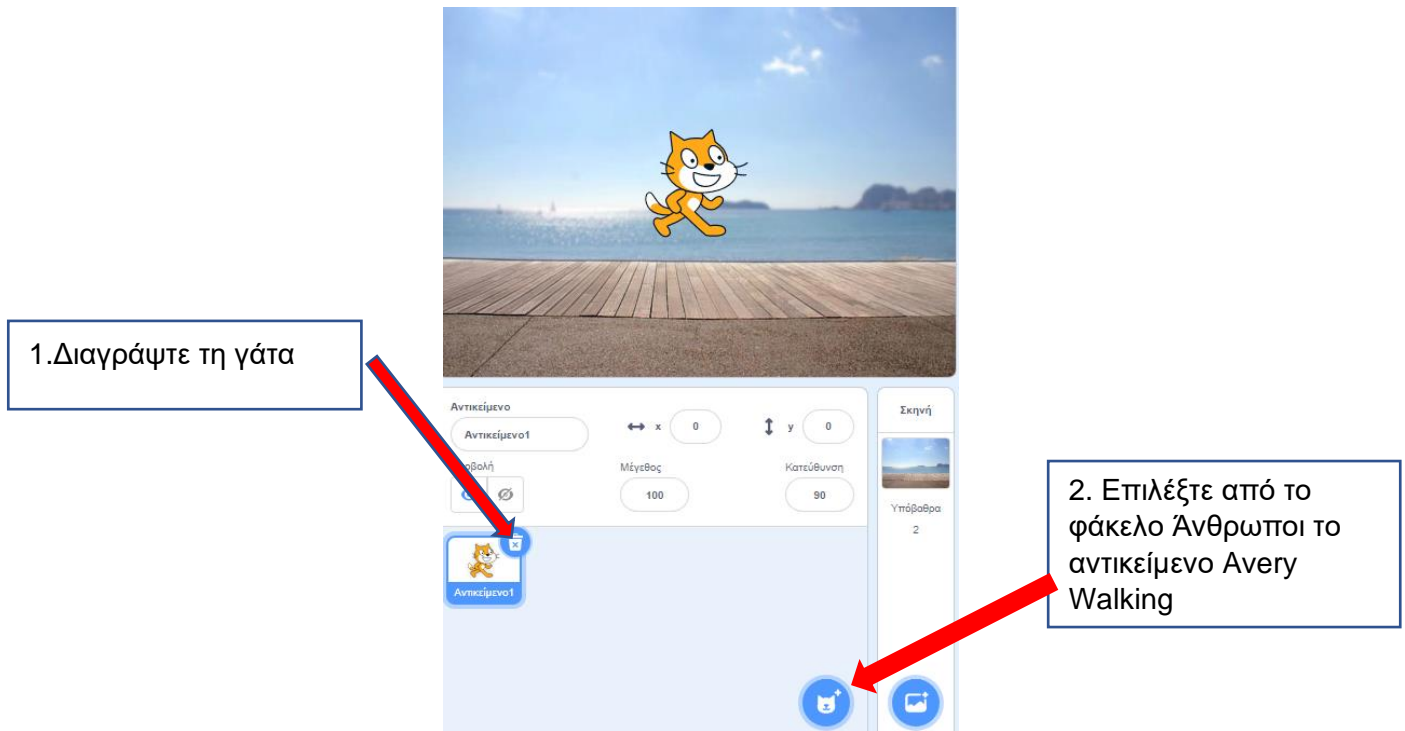 1.Διαγράψτε τη γάτα
Αντικείμενο
Αντικείμενο1
x 0
y 0
Σκηνή
Μέγεθος
Κατεύθυνση
100
90
Υπόβαθρα
2
Αντικείμενο1
2. Επιλέξτε από το
φάκελο Άνθρωποι το
αντικείμενο Avery
Walking